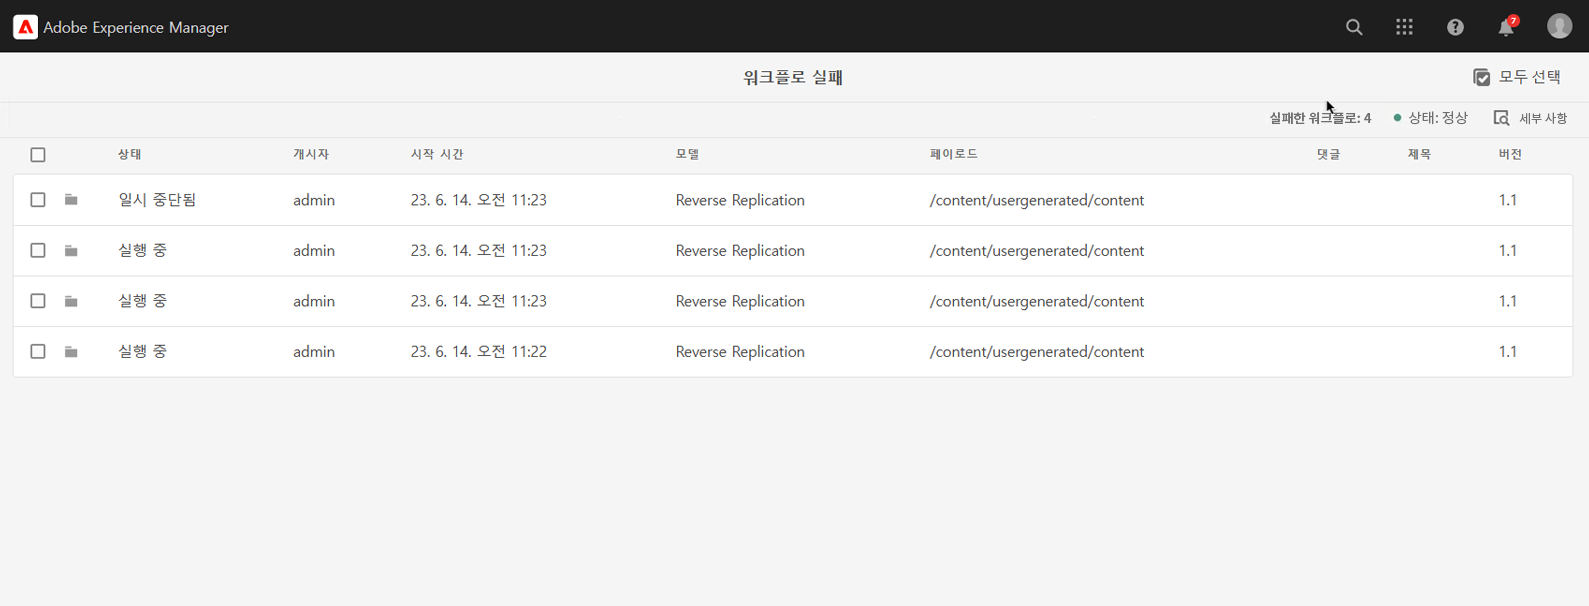 Adobe Experience Manager
7
워크플로 실패
모두 선택
실패한 워크플로: 4 상태: 정상 세부 사항
상태 개시자 시작 시간 모델 페이로드 댓글 제목 버전
일시 중단됨 admin 23. 6. 14. 오전 11:23 Reverse Replication /content/usergenerated/content 1.1
실행 중 admin 23. 6. 14. 오전 11:23 Reverse Replication /content/usergenerated/content 1.1
실행 중 admin 23. 6. 14. 오전 11:23 Reverse Replication /content/usergenerated/content 1.1
실행 중 admin 23. 6. 14. 오전 11:22 Reverse Replication /content/usergenerated/content 1.1